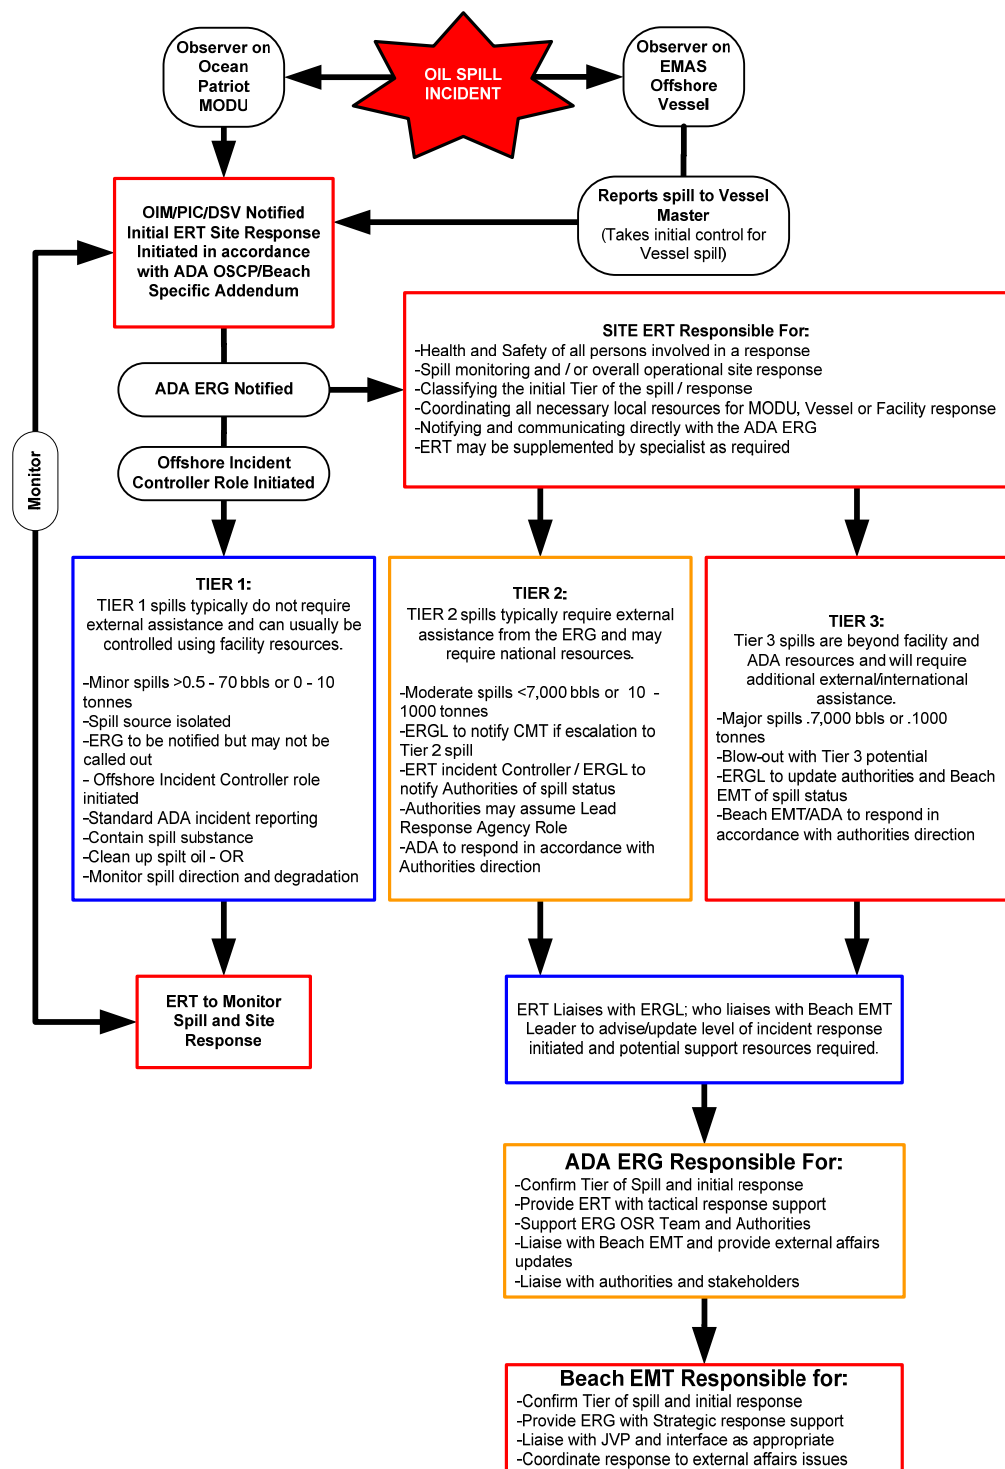 Observer on
Ocean
Patriot
MODU
OIL SPILL
INCIDENT
Observer on
EMAS
Offshore
Vessel
OIM/PIC/DSV Notified
Initial ERT Site Response
Initiated in accordance
with ADA OSCP/Beach
Specific Addendum
Reports spill to Vessel
Master
(Takes initial control for
Vessel spill)
SITE ERT Responsible For:
-Health and Safety of all persons involved in a response
-Spill monitoring and / or overall operational site response
-Classifying the initial Tier of the spill / response
-Coordinating all necessary local resources for MODU, Vessel or Facility response
-Notifying and communicating directly with the ADA ERG
-ERT may be supplemented by specialist as required
ADA ERG Notified
Offshore Incident
Controller Role Initiated
Monitor
TIER 1:
TIER 1 spills typically do not require
external assistance and can usually be
controlled using facility resources.
-Minor spills >0.5 - 70 bbls or 0 - 10
tonnes
-Spill source isolated
-ERG to be notified but may not be
called out
- Offshore Incident Controller role
initiated
-Standard ADA incident reporting
-Contain spill substance
-Clean up spilt oil - OR
-Monitor spill direction and degradation
TIER 2:
TIER 2 spills typically require external
assistance from the ERG and may
require national resources.
-Moderate spills <7,000 bbls or 10 -
1000 tonnes
-ERGL to notify CMT if escalation to
Tier 2 spill
-ERT incident Controller / ERGL to
notify Authorities of spill status
-Authorities may assume Lead
Response Agency Role
-ADA to respond in accordance with
Authorities direction
TIER 3:
Tier 3 spills are beyond facility and
ADA resources and will require
additional external/international
assistance.
-Major spills .7,000 bbls or .1000
tonnes
-Blow-out with Tier 3 potential
-ERGL to update authorities and Beach
EMT of spill status
-Beach EMT/ADA to respond in
accordance with authorities direction
ERT to Monitor
Spill and Site
Response
ERT Liaises with ERGL; who liaises with Beach EMT
Leader to advise/update level of incident response
initiated and potential support resources required.
ADA ERG Responsible For:
-Confirm Tier of Spill and initial response
-Provide ERT with tactical response support
-Support ERG OSR Team and Authorities
-Liaise with Beach EMT and provide external affairs
updates
-Liaise with authorities and stakeholders
Beach EMT Responsible for:
-Confirm Tier of spill and initial response
-Provide ERG with Strategic response support
-Liaise with JVP and interface as appropriate
-Coordinate response to external affairs issues